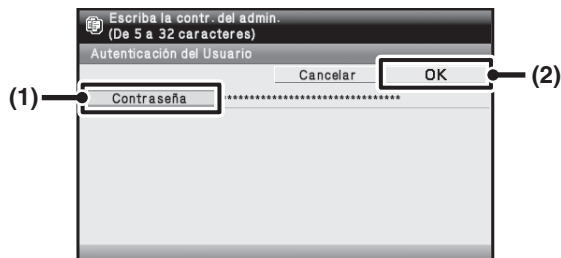 Escriba la contr. del admin.
(De 5 a 32 caracteres)
Autenticación del Usuario
Cancelar OK (2)
(1) Contraseña ********************************